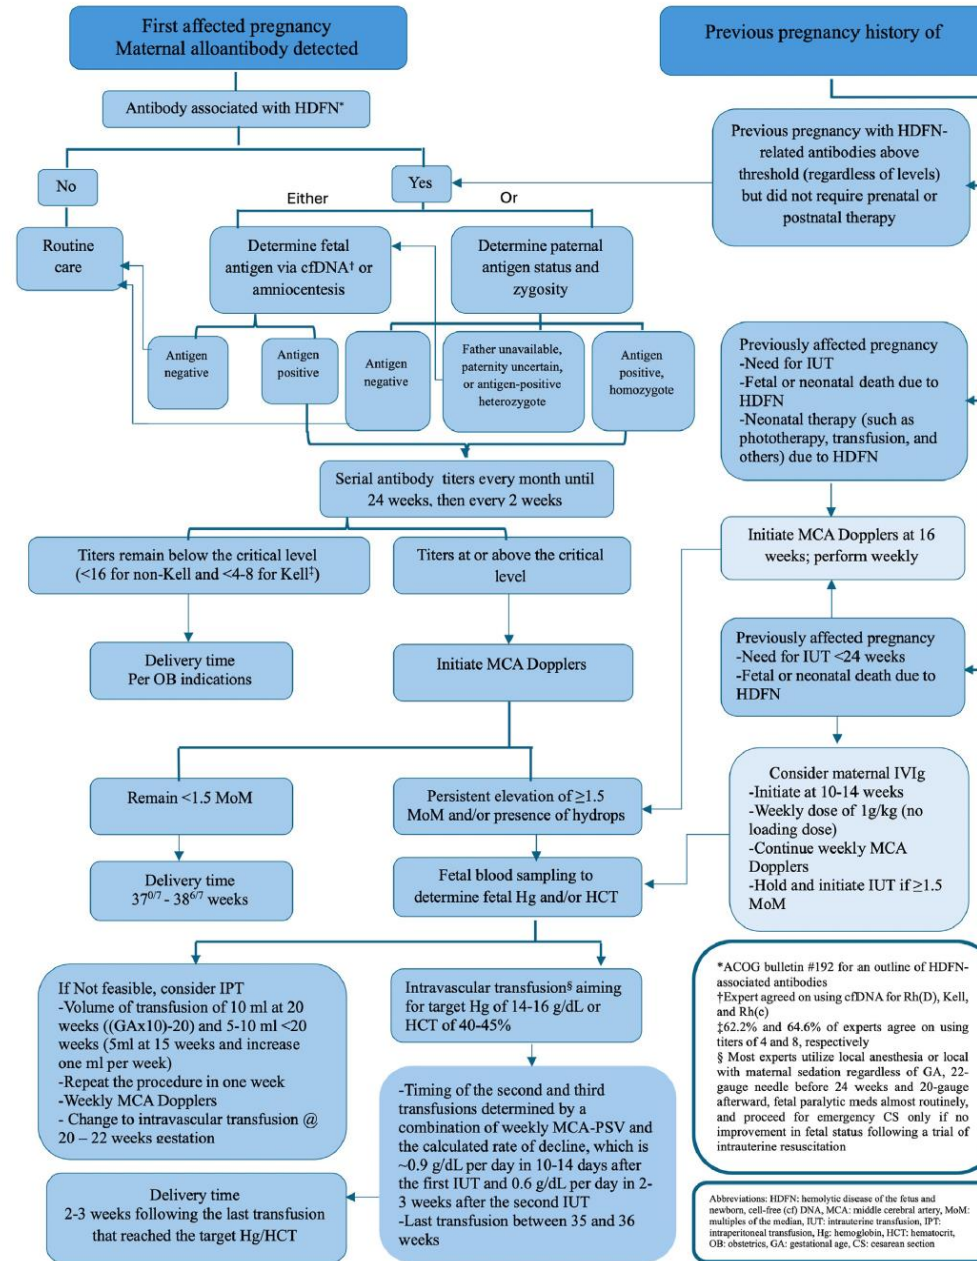 First affected pregnancy
Maternal alloantibody detected
Antibody associated with HDFN*
No
Yes
Routine
care
Either
Or
Determine fetal
antigen via cfDNA† or
amniocentesis
Determine paternal
antigen status and
zygosity
Antigen
negative
Antigen
positive
Antigen
negative
Father unavailable,
paternity uncertain,
or antigen-positive
heterozygote
Antigen
positive,
homozygote
Serial antibody titers every month until
24 weeks, then every 2 weeks
Titers remain below the critical level
(<16 for non-Kell and <4-8 for Kell‡)
Titers at or above the critical
level
Delivery time
Per OB indications
Initiate MCA Dopplers
Remain <1.5 MoM
Persistent elevation of ≥1.5
MoM and/or presence of hydrops
Delivery time
37⁰/⁷ - 38⁶/⁷ weeks
Fetal blood sampling to
determine fetal Hg and/or HCT
If Not feasible, consider IPT
-Volume of transfusion of 10 ml at 20
weeks ((GAx10)-20) and 5-10 ml <20
weeks (5ml at 15 weeks and increase
one ml per week)
-Repeat the procedure in one week
-Weekly MCA Dopplers
- Change to intravascular transfusion @
20 – 22 weeks gestation
Intravascular transfusion§ aiming
for target Hg of 14-16 g/dL or
HCT of 40-45%
-Timing of the second and third
transfusions determined by a
combination of weekly MCA-PSV and
the calculated rate of decline, which is
~0.9 g/dL per day in 10-14 days after
the first IUT and 0.6 g/dL per day in 2-
3 weeks after the second IUT
-Last transfusion between 35 and 36
weeks
Delivery time
2-3 weeks following the last transfusion
that reached the target Hg/HCT
Previous pregnancy history of
Previous pregnancy with HDFN-
related antibodies above
threshold (regardless of levels)
but did not require prenatal or
postnatal therapy
Previously affected pregnancy
-Need for IUT
-Fetal or neonatal death due to
HDFN
-Neonatal therapy (such as
phototherapy, transfusion, and
others) due to HDFN
Initiate MCA Dopplers at 16
weeks; perform weekly
Previously affected pregnancy
-Need for IUT <24 weeks
-Fetal or neonatal death due to
HDFN
Consider maternal IVIg
-Initiate at 10-14 weeks
-Weekly dose of 1g/kg (no
loading dose)
-Continue weekly MCA
Dopplers
-Hold and initiate IUT if ≥1.5
MoM
*ACOG bulletin #192 for an outline of HDFN-
associated antibodies
†Expert agreed on using cfDNA for Rh(D), Kell,
and Rh(c)
‡62.2% and 64.6% of experts agree on using
titers of 4 and 8, respectively
§ Most experts utilize local anesthesia or local
with maternal sedation regardless of GA, 22-
gauge needle before 24 weeks and 20-gauge
afterward, fetal paralytic meds almost routinely,
and proceed for emergency CS only if no
improvement in fetal status following a trial of
intrauterine resuscitation
Abbreviations: HDFN: hemolytic disease of the fetus and
newborn, cell-free (cf) DNA, MCA: middle cerebral artery, MoM:
multiples of the median, IUT: intrauterine transfusion, IPT:
intraperitoneal transfusion, Hg: hemoglobin, HCT: hematocrit,
OB: obstetrics, GA: gestational age, CS: cesarean section